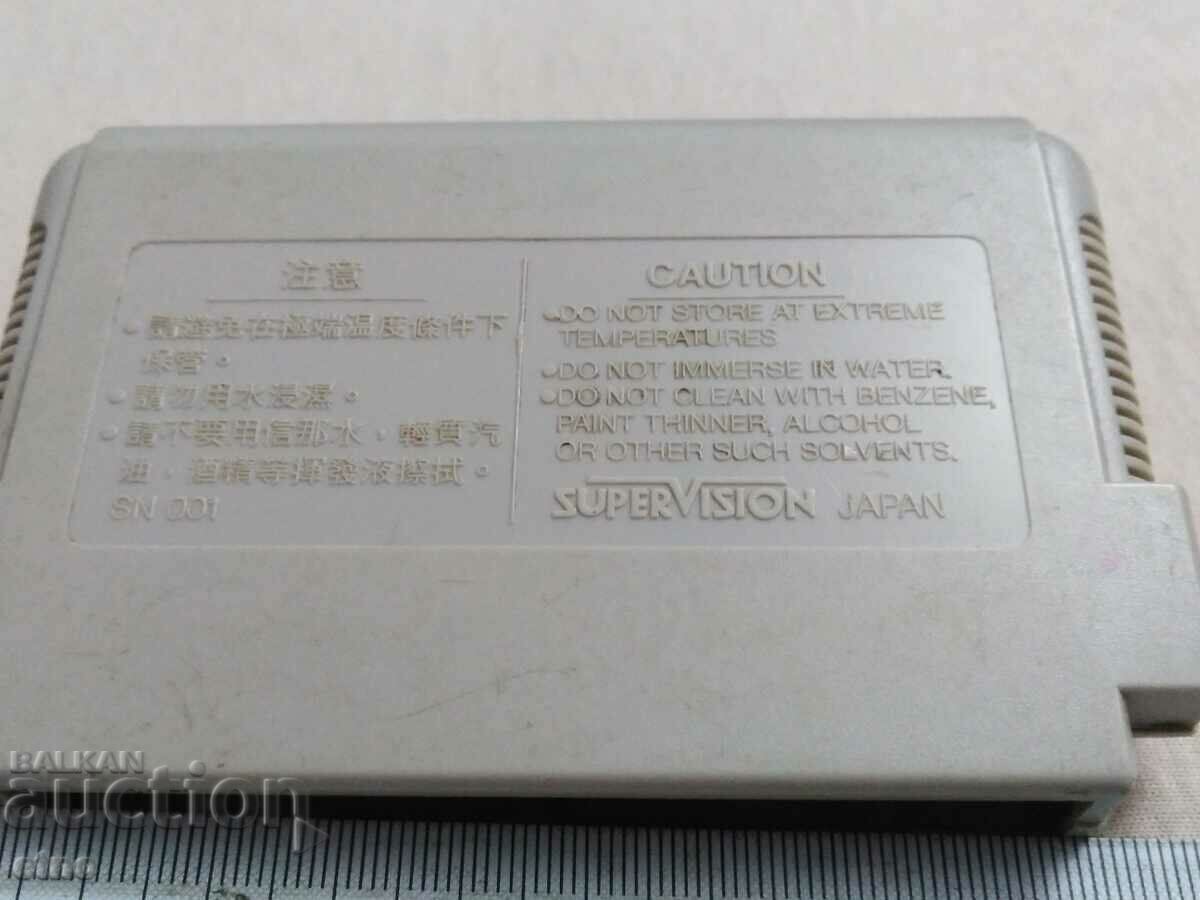 注意
•請避免在極端温度條件下
保管。
•請勿用水浸濕。
•請不要用信那水，輕質汽
油．酒精等揮發液擦拭。
SN 001
CAUTION
•DO NOT STORE AT EXTREME
TEMPERATURES
•DO NOT IMMERSE IN WATER.
•DO NOT CLEAN WITH BENZENE,
PAINT THINNER, ALCOHOL
OR OTHER SUCH SOLVENTS.
SUPERVISION JAPAN
BALKAN
auction
etno